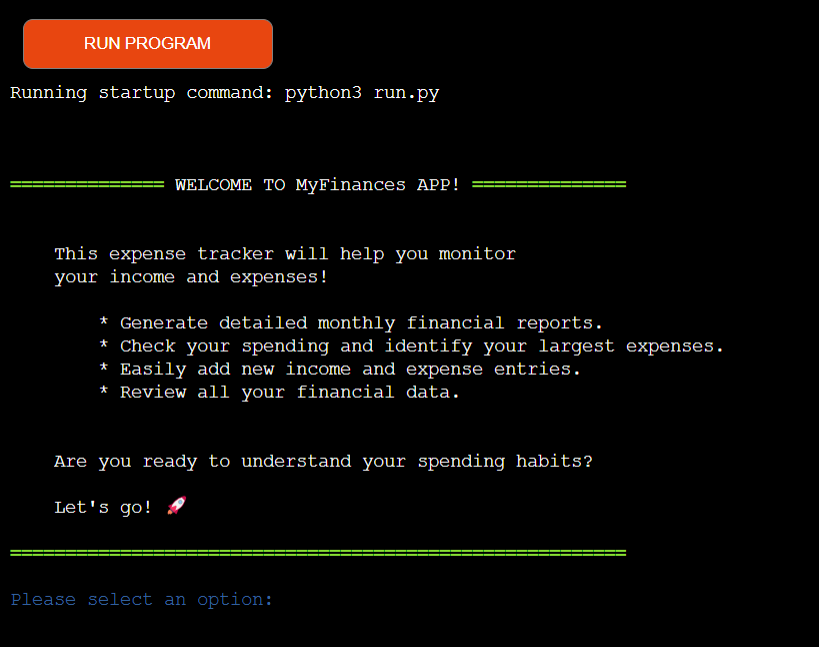 RUN PROGRAM
Running startup command: python3 run.py
============== WELCOME TO MyFinances APP! ==============
This expense tracker will help you monitor
your income and expenses!
* Generate detailed monthly financial reports.
* Check your spending and identify your largest expenses.
* Easily add new income and expense entries.
* Review all your financial data.
Are you ready to understand your spending habits?
Let's go! 🚀
========================================================
Please select an option: